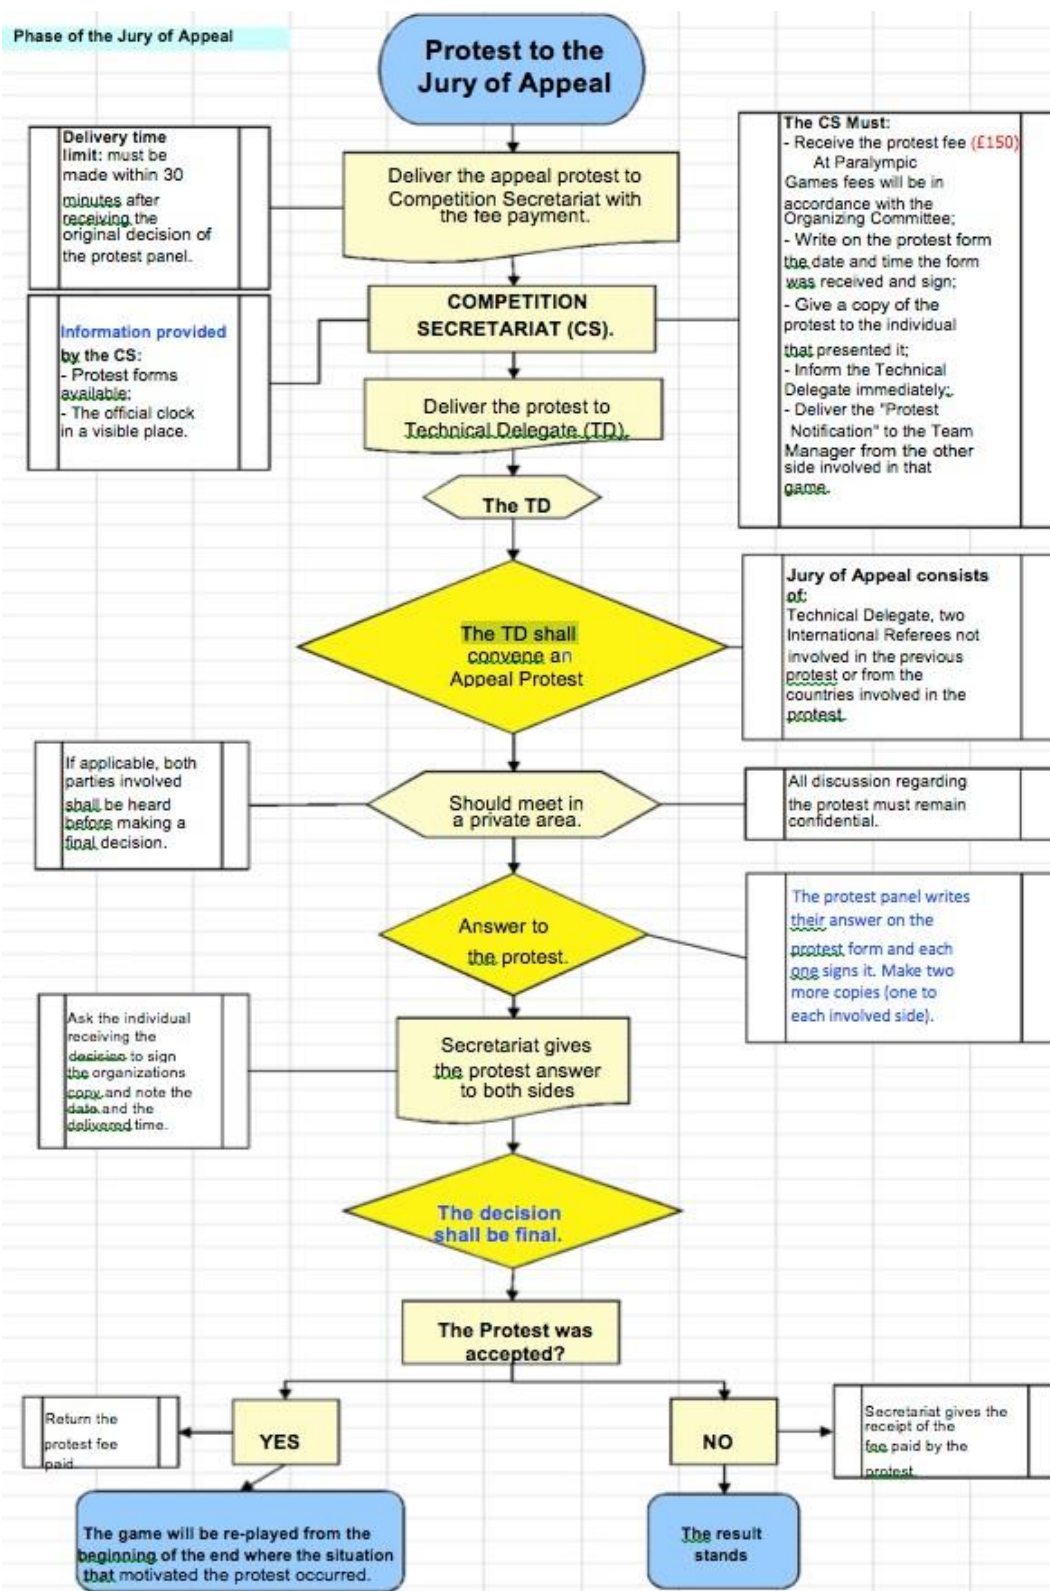 Phase of the Jury of Appeal
Protest to the
Jury of Appeal
Delivery time
limit: must be
made within 30
minutes after
receiving the
original decision of
the protest panel.
Deliver the appeal protest to
Competition Secretariat with
the fee payment.
The CS Must:
- Receive the protest fee (£150)
At Paralympic
Games fees will be in
accordance with the
Organizing Committee;
- Write on the protest form
the date and time the form
was received and sign;
- Give a copy of the
protest to the individual
that presented it;
- Inform the Technical
Delegate immediately;
- Deliver the "Protest
Notification" to the Team
Manager from the other
side involved in that
game.
Information provided
by the CS:
- Protest forms
available;
- The official clock
in a visible place.
COMPETITION
SECRETARIAT (CS).
Deliver the protest to
Technical Delegate (TD).
The TD
The TD shall
convene an
Appeal Protest
Jury of Appeal consists
of:
Technical Delegate, two
International Referees not
involved in the previous
protest or from the
countries involved in the
protest.
If applicable, both
parties involved
shall be heard
before making a
final decision.
Should meet in
a private area.
All discussion regarding
the protest must remain
confidential.
Answer to
the protest.
The protest panel writes
their answer on the
protest form and each
one signs it. Make two
more copies (one to
each involved side).
Ask the individual
receiving the
decision to sign
the organizations
copy and note the
date and the
delivered time.
Secretariat gives
the protest answer
to both sides
The decision
shall be final.
The Protest was
accepted?
Return the
protest fee
paid.
YES
NO
Secretariat gives the
receipt of the
fee paid by the
protest.
The game will be re-played from the
beginning of the end where the situation
that motivated the protest occurred.
The result
stands